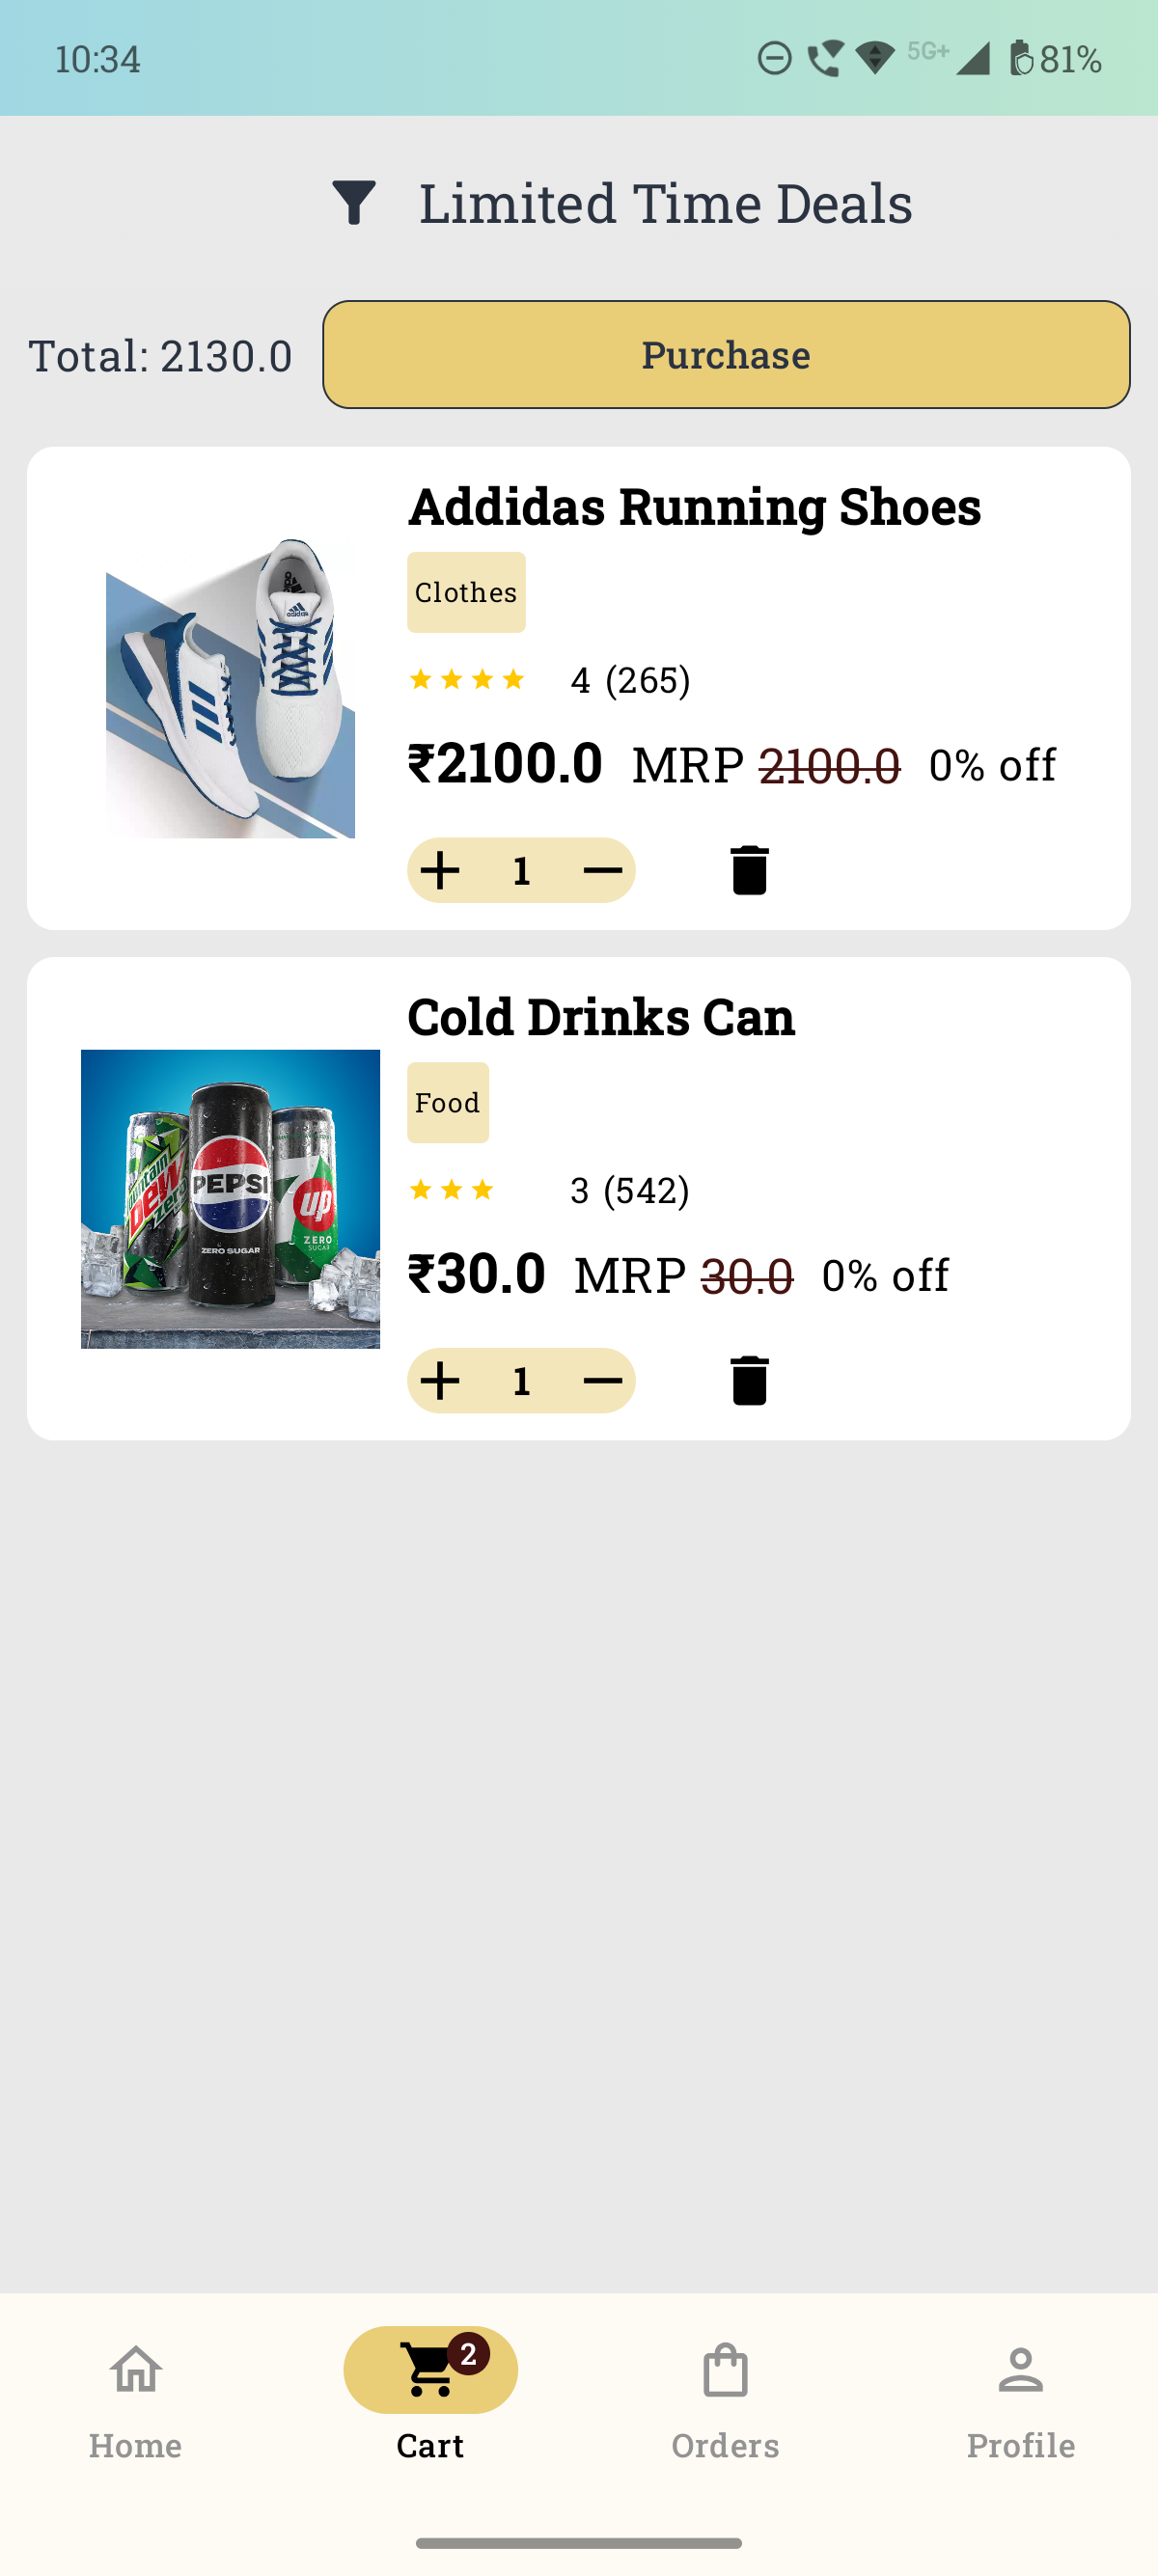 10:34 5G+ 81%
Limited Time Deals
Total: 2130.0 Purchase
Addidas Running Shoes
Clothes
4 (265)
₹2100.0 MRP 2100.0 0% off
1
adidas
Cold Drinks Can
Food
3 (542)
₹30.0 MRP 30.0 0% off
1
Mountain
Dew
zero
PEPSI
ZERO SUGAR
up
ZERO
SUGAR
2
Home Cart Orders Profile